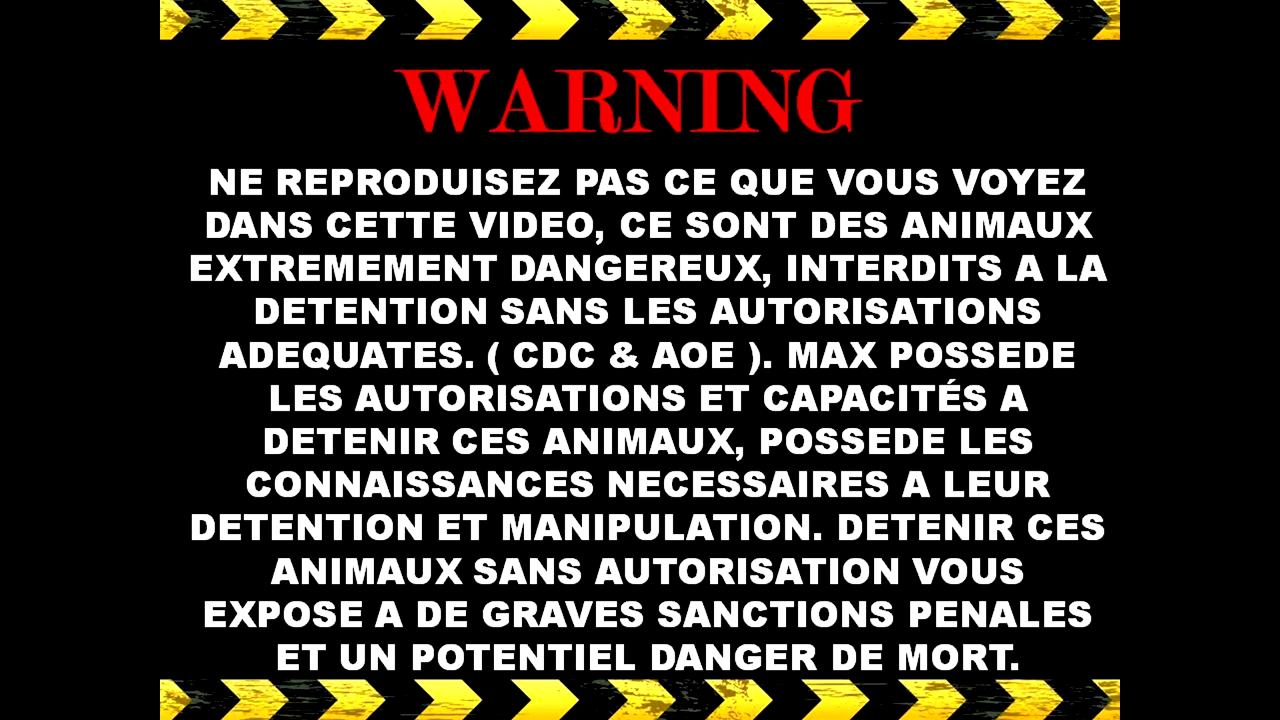 WARNING
NE REPRODUISEZ PAS CE QUE VOUS VOYEZ
DANS CETTE VIDEO, CE SONT DES ANIMAUX
EXTREMEMENT DANGEREUX, INTERDITS A LA
DETENTION SANS LES AUTORISATIONS
ADEQUATES. ( CDC & AOE ). MAX POSSEDE
LES AUTORISATIONS ET CAPACITÉS A
DETENIR CES ANIMAUX, POSSEDE LES
CONNAISSANCES NECESSAIRES A LEUR
DETENTION ET MANIPULATION. DETENIR CES
ANIMAUX SANS AUTORISATION VOUS
EXPOSE A DE GRAVES SANCTIONS PENALES
ET UN POTENTIEL DANGER DE MORT.